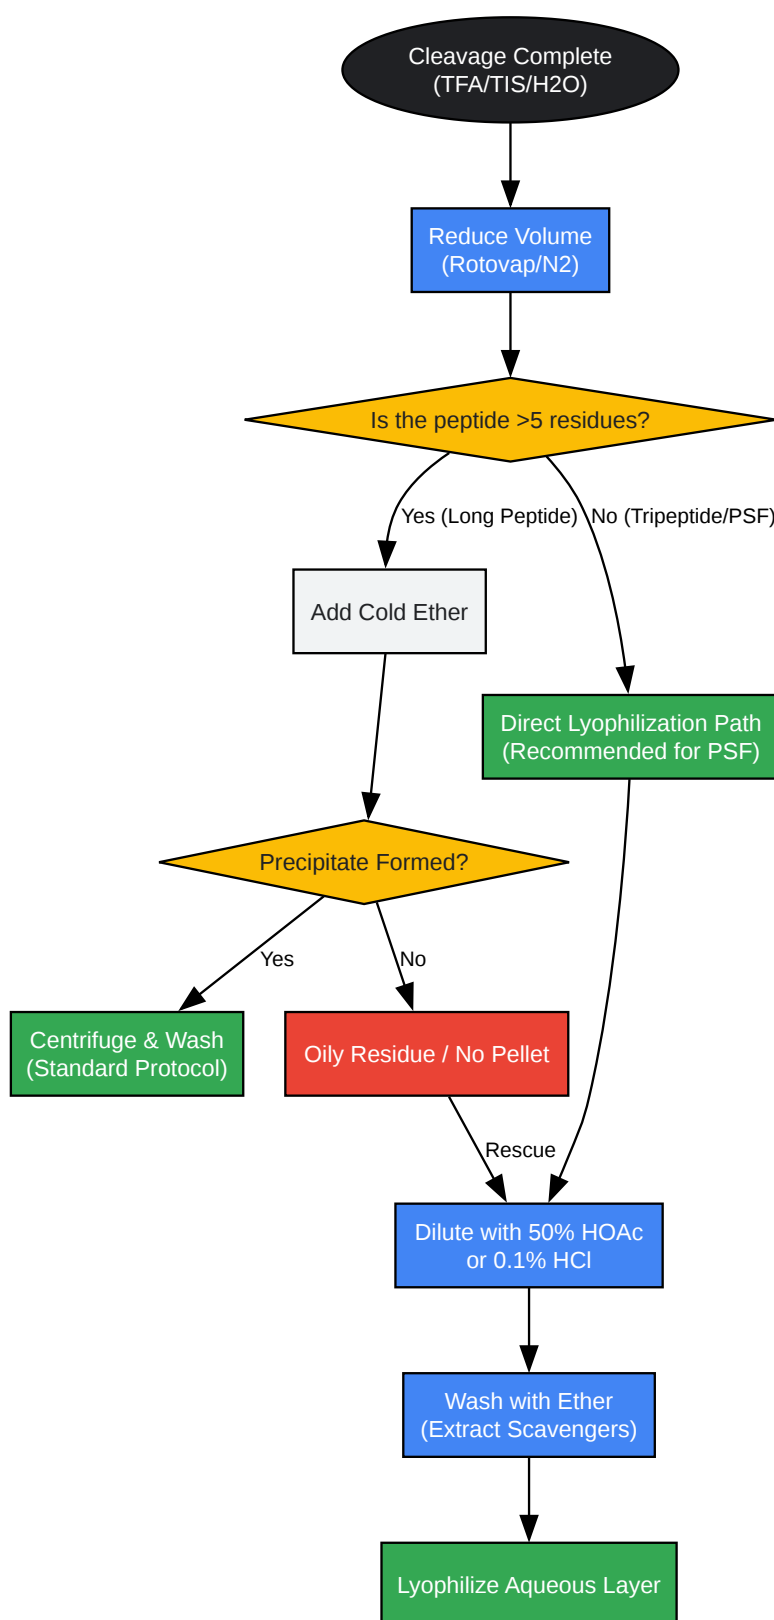 Cleavage Complete
(TFA/TIS/H2O)
Reduce Volume
(Rotovap/N2)
Is the peptide >5 residues?
Yes (Long Peptide)
No (Tripeptide/PSF)
Add Cold Ether
Direct Lyophilization Path
(Recommended for PSF)
Precipitate Formed?
Yes
No
Centrifuge & Wash
(Standard Protocol)
Oily Residue / No Pellet
Rescue
Dilute with 50% HOAc
or 0.1% HCl
Wash with Ether
(Extract Scavengers)
Lyophilize Aqueous Layer